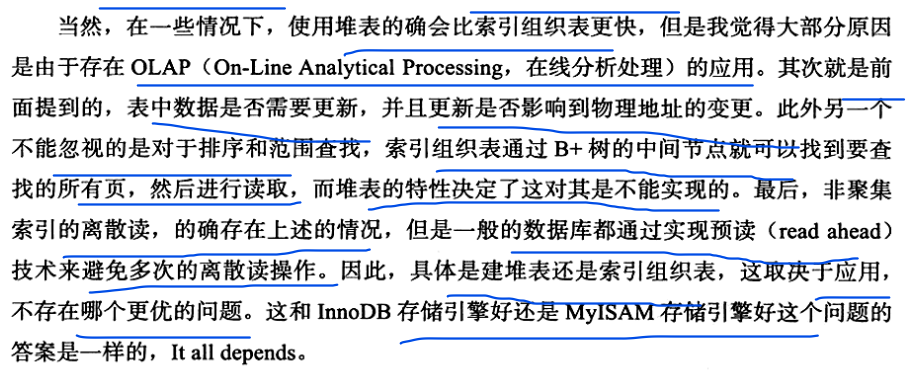 当然，在一些情况下，使用堆表的确会比索引组织表更快，但是我觉得大部分原因
是由于存在 OLAP（On-Line Analytical Processing，在线分析处理）的应用。其次就是前
面提到的，表中数据是否需要更新，并且更新是否影响到物理地址的变更。此外另一个
不能忽视的是对于排序和范围查找，索引组织表通过 B+ 树的中间节点就可以找到要查
找的所有页，然后进行读取，而堆表的特性决定了这对其是不能实现的。最后，非聚集
索引的离散读，的确存在上述的情况，但是一般的数据库都通过实现预读（read ahead）
技术来避免多次的离散读操作。因此，具体是建堆表还是索引组织表，这取决于应用，
不存在哪个更优的问题。这和 InnoDB 存储引擎好还是 MyISAM 存储引擎好这个问题的
答案是一样的，It all depends。